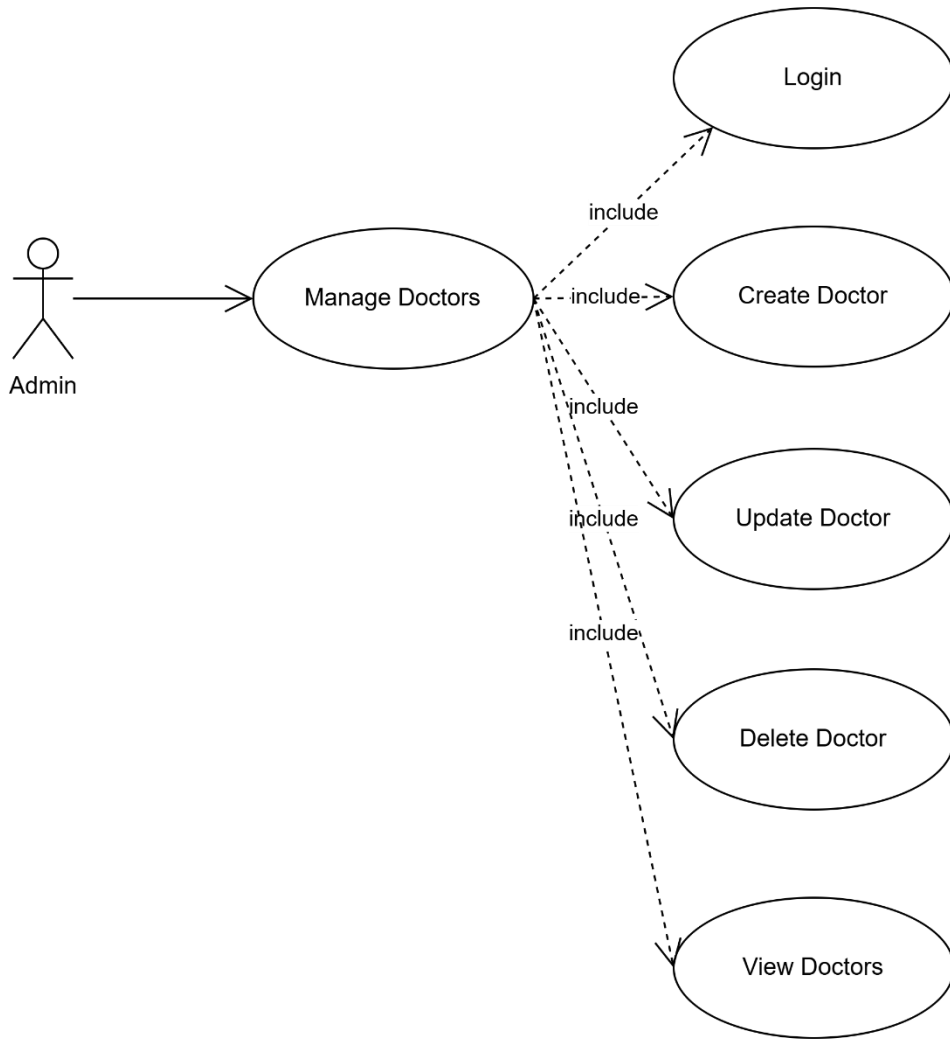 Login
include
Manage Doctors
include
Create Doctor
Admin
include
Update Doctor
include
include
Delete Doctor
View Doctors